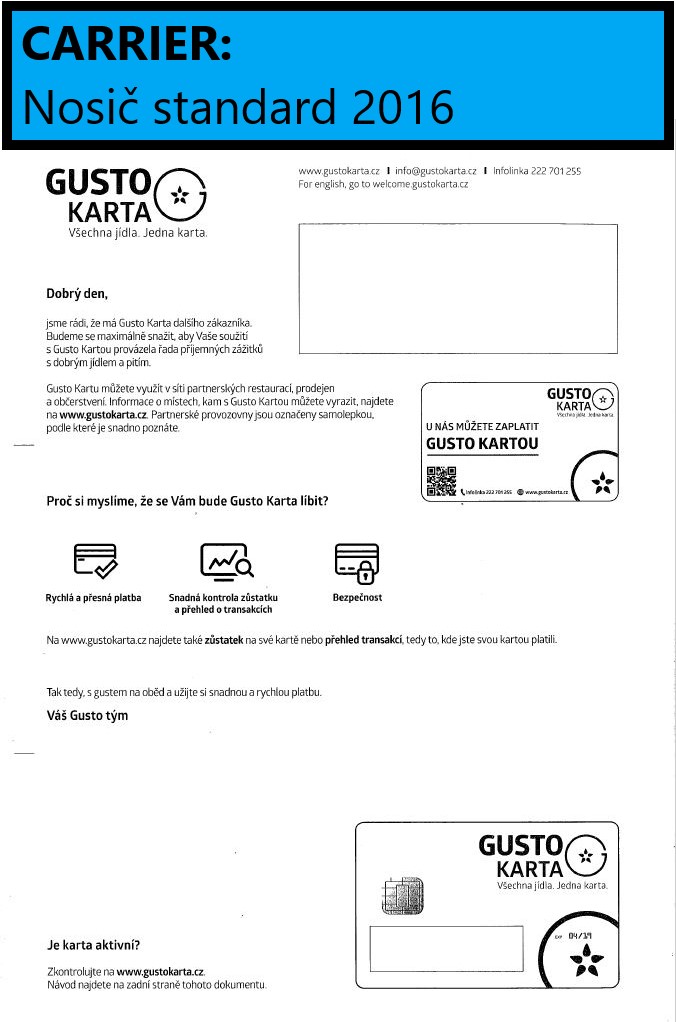 CARRIER:
Nosič standard 2016
GUSTO
KARTA
Všechna jídla. Jedna karta.
www.gustokarta.cz I info@gustokarta.cz I Infolinka 222 701 255
For english, go to welcome.gustokarta.cz
Dobrý den,
jsme rádi, že má Gusto Karta dalšího zákazníka.
Budeme se maximálně snažit, aby Vaše soužití
s Gusto Kartou provázela řada příjemných zážitků
s dobrým jídlem a pitím.
Gusto Kartu můžete využít v síti partnerských restaurací, prodejen
a občerstvení. Informace o místech, kam s Gusto Kartou můžete vyrazit, najdete
na www.gustokarta.cz. Partnerské provozovny jsou označeny samolepkou,
podle které je snadno poznáte.
GUSTO
KARTA
Všechna jídla. Jedna karta.
U NÁS MŮŽETE ZAPLATIT
GUSTO KARTOU
Infolinka 222 701 255 www.gustokarta.cz
Proč si myslíme, že se Vám bude Gusto Karta líbit?
Rychlá a přesná platba
Snadná kontrola zůstatku
a přehled o transakcích
Bezpečnost
Na www.gustokarta.cz najdete také zůstatek na své kartě nebo přehled transakcí, tedy to, kde jste svou kartou platili.
Tak tedy, s gustem na oběd a užijte si snadnou a rychlou platbu.
Váš Gusto tým
GUSTO
KARTA
Všechna jídla. Jedna karta.
EXP 04/19
Je karta aktivní?
Zkontrolujte na www.gustokarta.cz.
Návod najdete na zadní straně tohoto dokumentu.